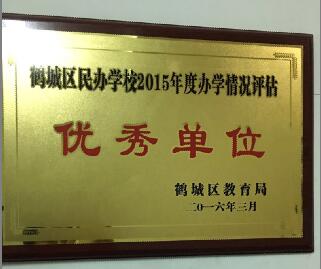 鹤城区民办学校2015年度办学情况评估
优秀单位
鹤城区教育局
二〇一六年三月